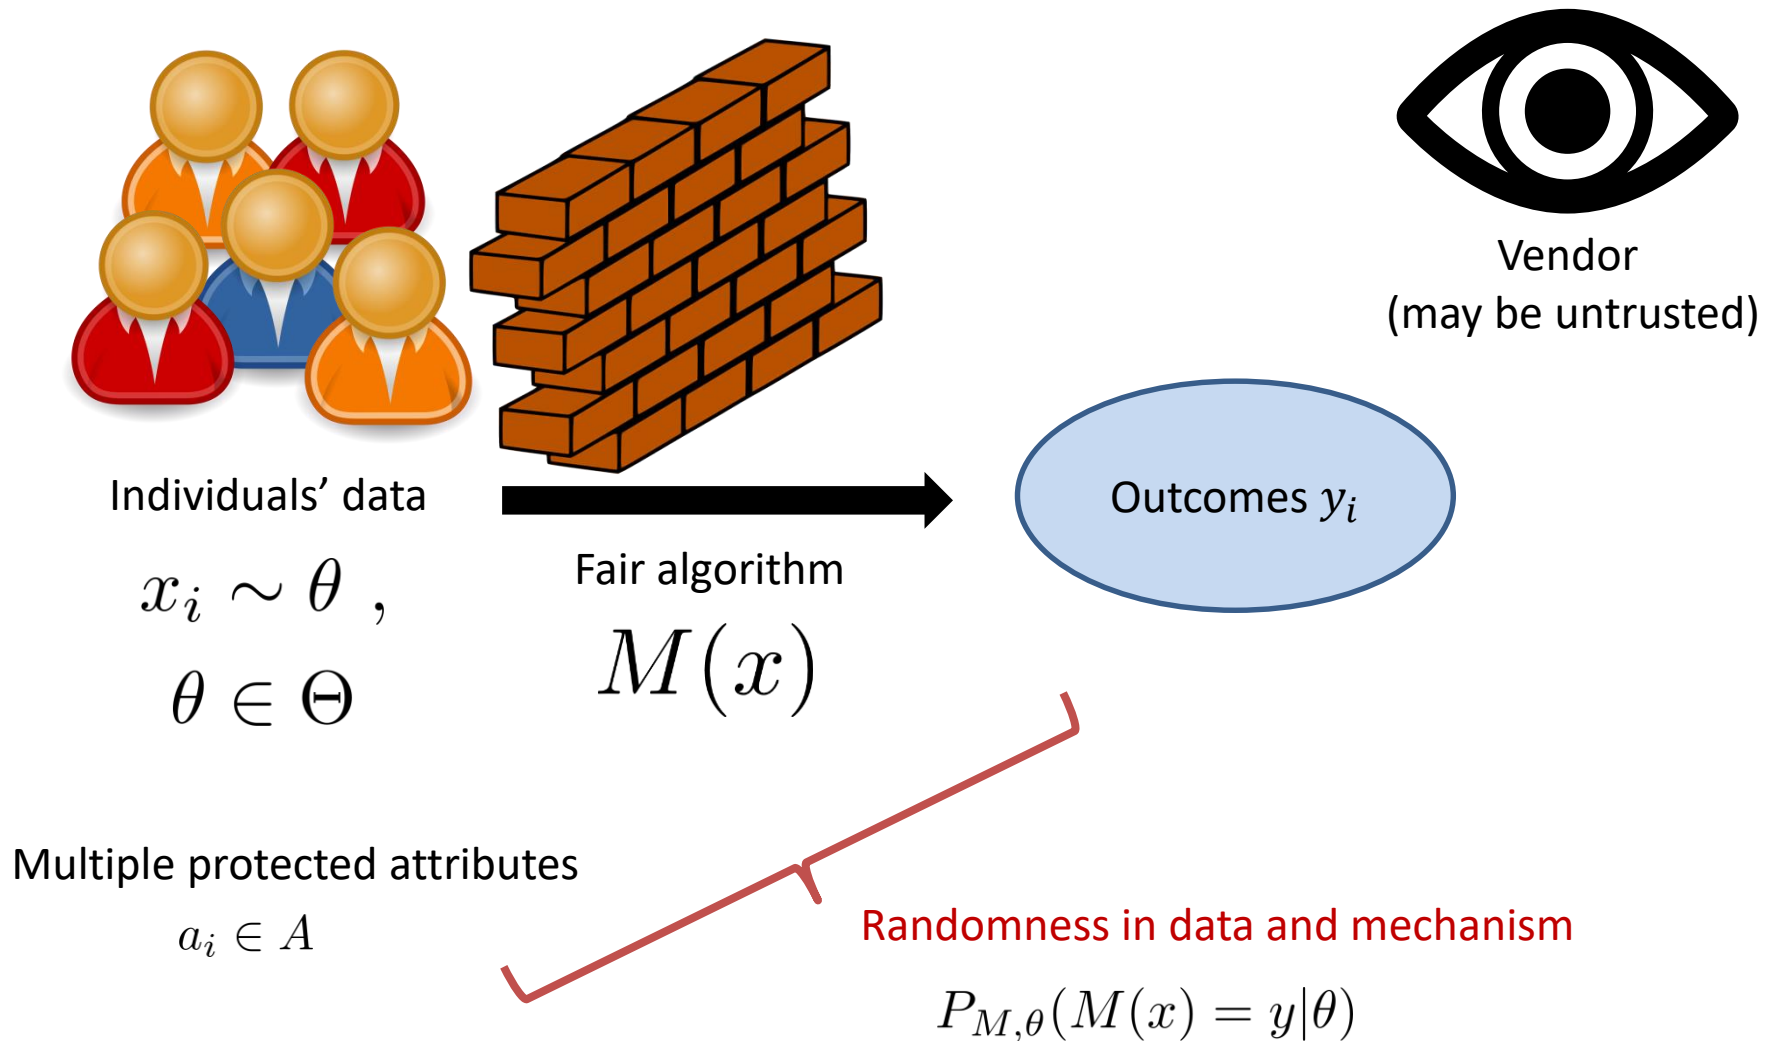 Vendor
(may be untrusted)
Individuals’ data
Outcomes yᵢ
Fair algorithm
xᵢ ∼ θ ,
M(x)
θ ∈ Θ
Multiple protected attributes
aᵢ ∈ A
Randomness in data and mechanism
P_{M,θ}(M(x) = y|θ)